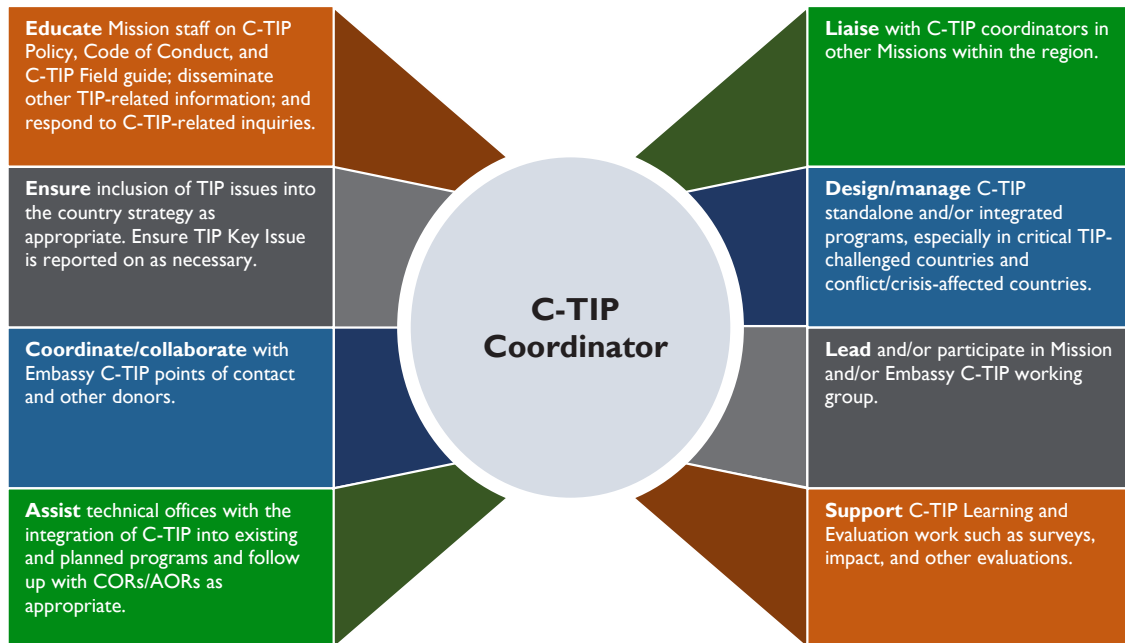 Educate Mission staff on C-TIP
Policy, Code of Conduct, and
C-TIP Field guide; disseminate
other TIP-related information; and
respond to C-TIP-related inquiries.
Ensure inclusion of TIP issues into
the country strategy as
appropriate. Ensure TIP Key Issue
is reported on as necessary.
Coordinate/collaborate with
Embassy C-TIP points of contact
and other donors.
Assist technical offices with the
integration of C-TIP into existing
and planned programs and follow
up with CORs/AORs as
appropriate.
C-TIP
Coordinator
Liaise with C-TIP coordinators in
other Missions within the region.
Design/manage C-TIP
standalone and/or integrated
programs, especially in critical TIP-
challenged countries and
conflict/crisis-affected countries.
Lead and/or participate in Mission
and/or Embassy C-TIP working
group.
Support C-TIP Learning and
Evaluation work such as surveys,
impact, and other evaluations.